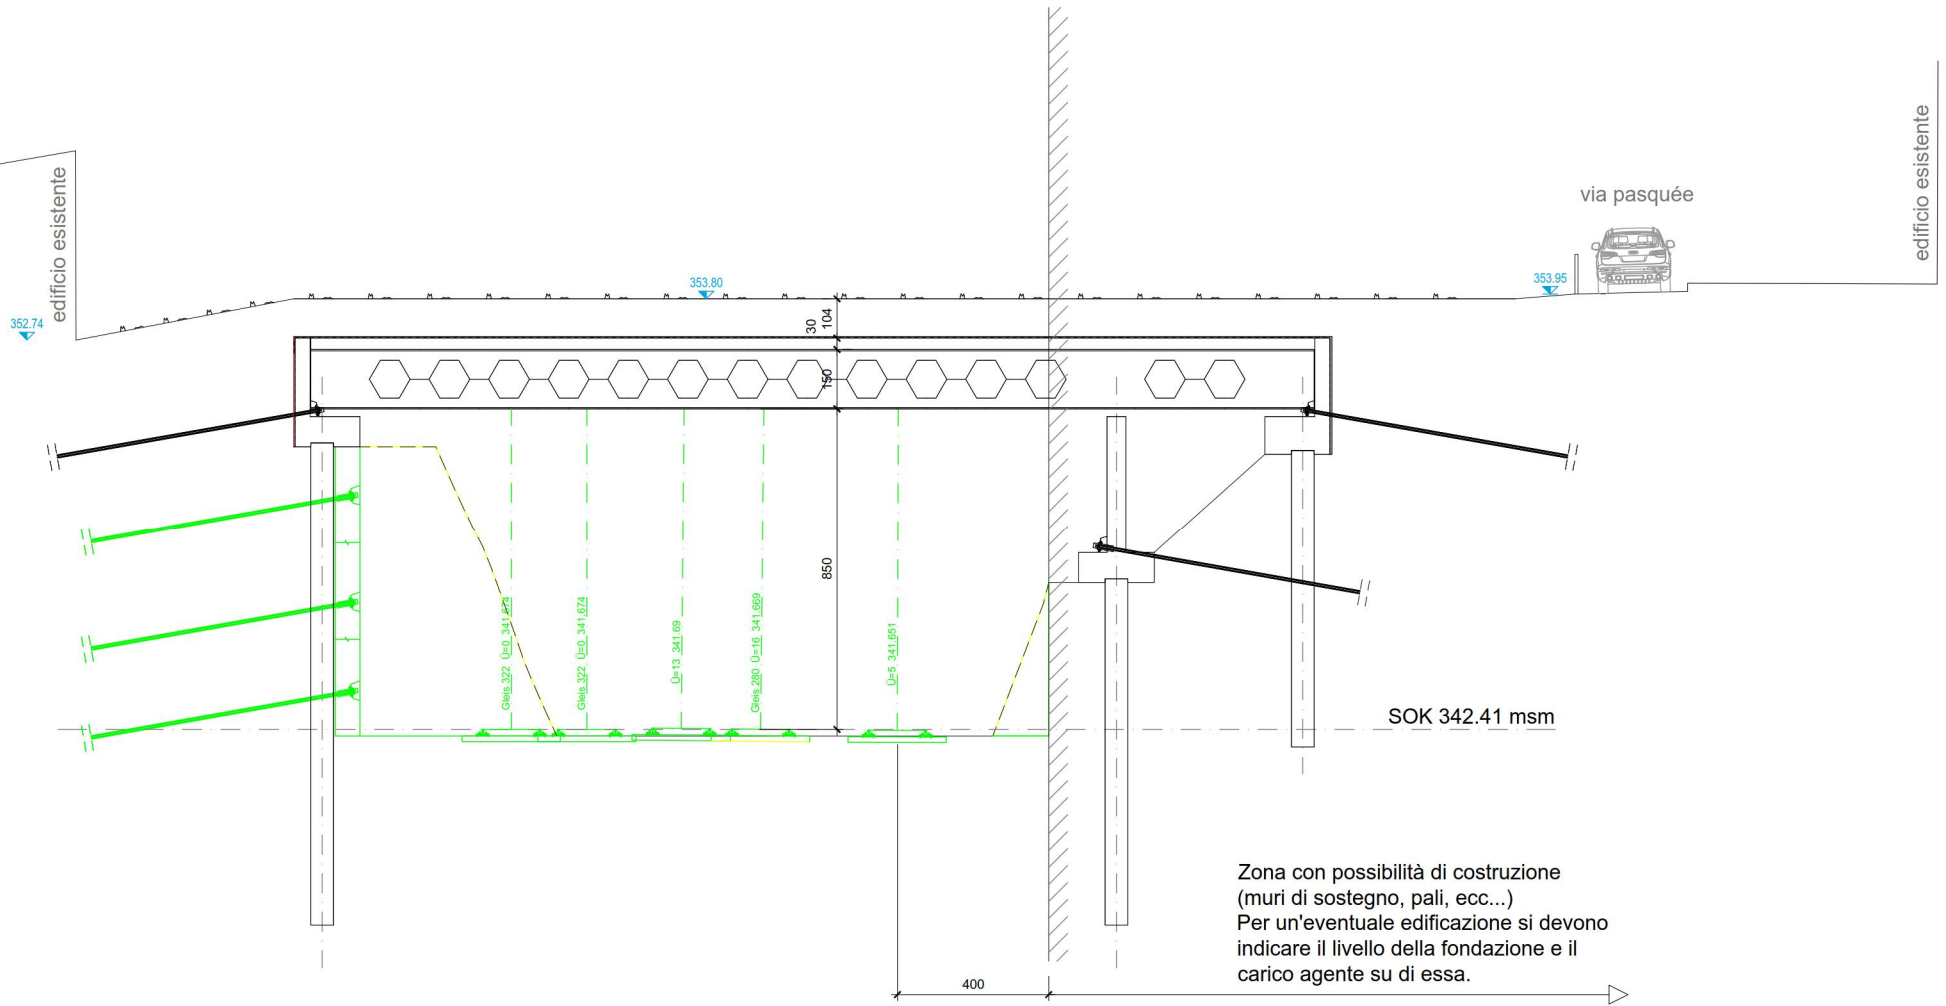 edificio esistente
352.74
353.80
30
104
150
850
353.95
via pasquée
edificio esistente
Gleis 322 Ü=0 341.674
Gleis 322 Ü=0 341.674
Ü=13 341.69
Gleis 280 Ü=16 341.669
Ü=5 341.651
SOK 342.41 msm
Zona con possibilità di costruzione
(muri di sostegno, pali, ecc...)
Per un'eventuale edificazione si devono
indicare il livello della fondazione e il
carico agente su di essa.
400